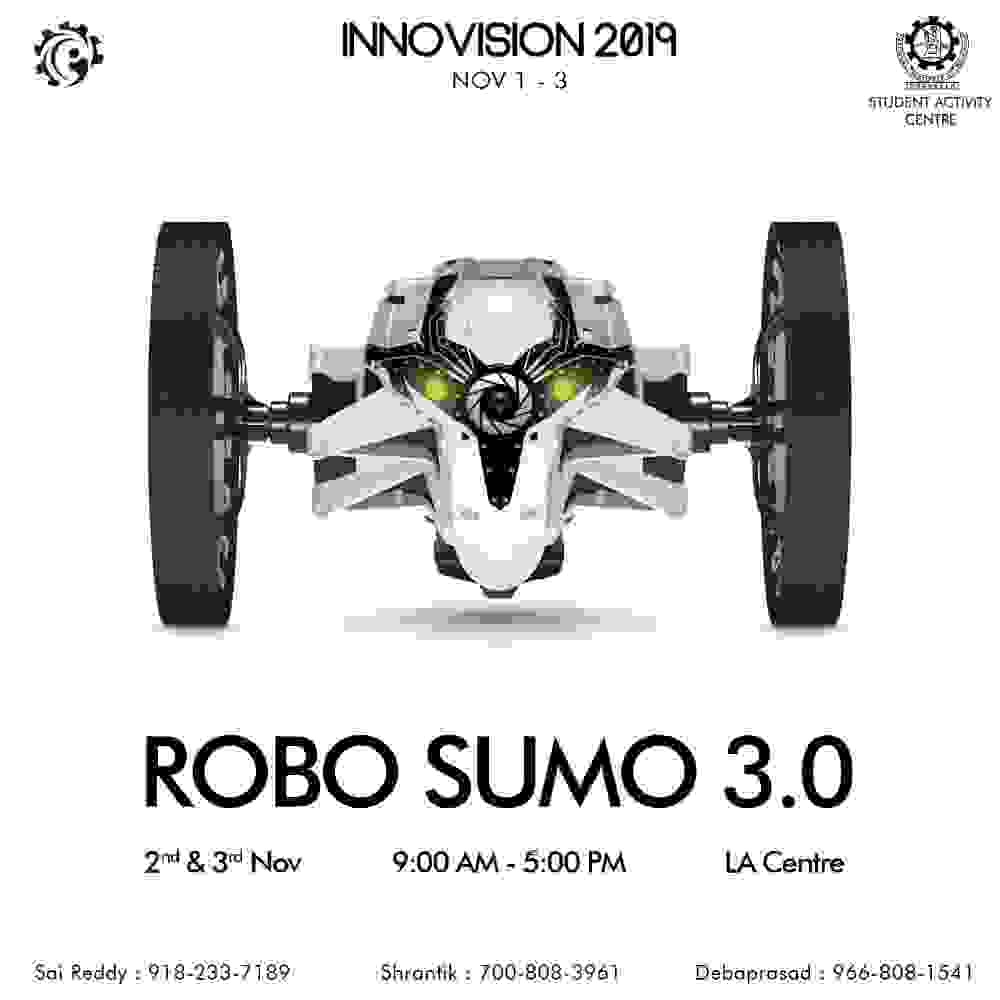 INNOVISION 2019
NOV 1 - 3
STUDENT ACTIVITY
CENTRE
ROBO SUMO 3.0
2nd & 3rd Nov 9:00 AM - 5:00 PM LA Centre
Sai Reddy : 918-233-7189 Shrantik : 700-808-3961 Debaprasad : 966-808-1541